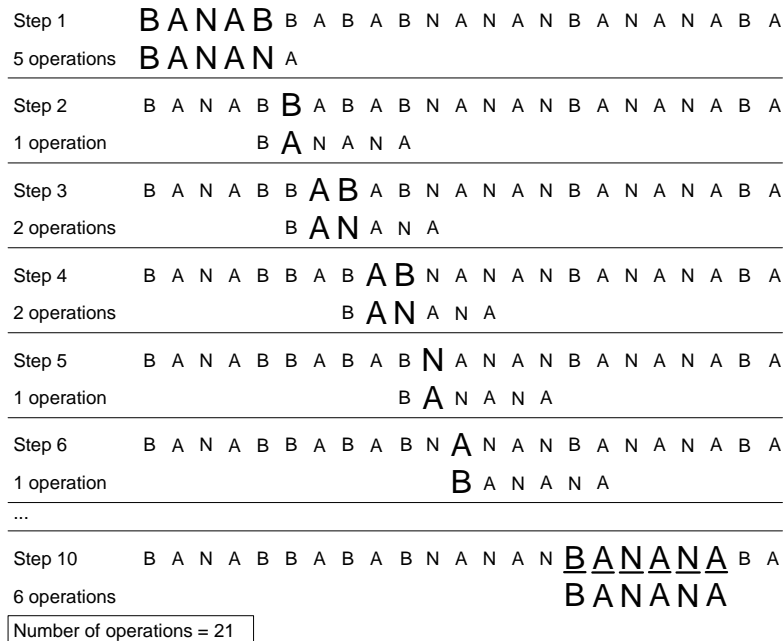 Step 1 B A N A B B A B A B N A N A N B A N A N A B A
5 operations B A N A N A
Step 2 B A N A B B A B A B N A N A N B A N A N A B A
1 operation B A N A N A
Step 3 B A N A B B A B A B N A N A N B A N A N A B A
2 operations B A N A N A
Step 4 B A N A B B A B A B N A N A N B A N A N A B A
2 operations B A N A N A
Step 5 B A N A B B A B A B N A N A N B A N A N A B A
1 operation B A N A N A
Step 6 B A N A B B A B A B N A N A N B A N A N A B A
1 operation B A N A N A
...
Step 10 B A N A B B A B A B N A N A N B A N A N A B A
6 operations B A N A N A
Number of operations = 21